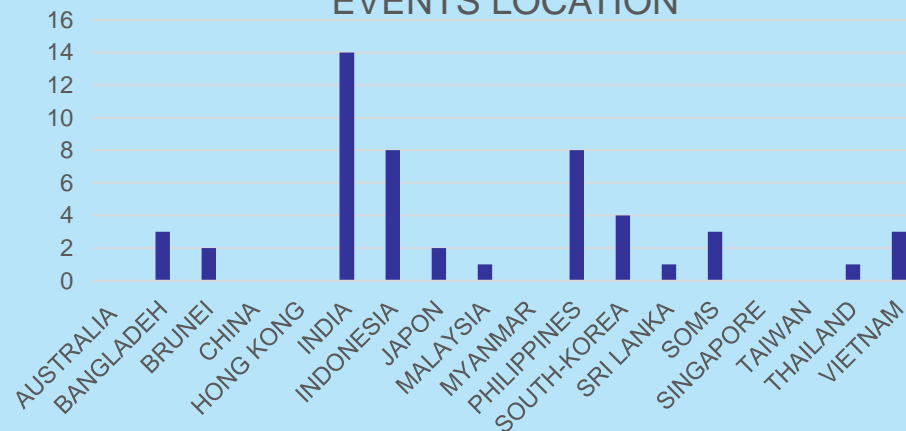 EVENTS LOCATION
16
14
12
10
8
6
4
2
0
AUSTRALIA
BANGLADEH
BRUNEI
CHINA
HONG KONG
INDIA
INDONESIA
JAPON
MALAYSIA
MYANMAR
PHILIPPINES
SOUTH-KOREA
SRI LANKA
SOMS
SINGAPORE
TAIWAN
THAILAND
VIETNAM